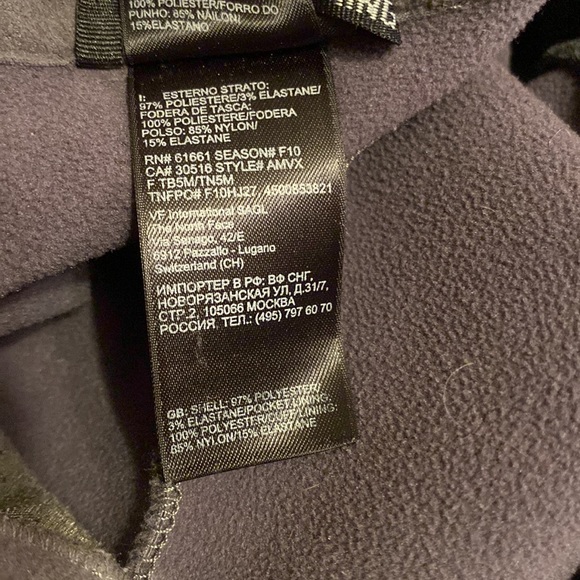 100% POLIESTER/FORRO DO
PUNHO: 85% NÁILON/
15%ELASTANO
I: ESTERNO STRATO:
97% POLIESTERE/3% ELASTANE/
FODERA DE TASCA:
100% POLIESTERE/FODERA
POLSO: 85% NYLON/
15% ELASTANE
RN# 61661 SEASON# F10
CA# 30516 STYLE# AMVX
F TB5M/TN5M
TNFPO# F10HJ27, 4500853821
VF International SAGL
The North Face
Via Senago, 42/E
6912 Pazzallo - Lugano
Switzerland (CH)
ИМПОРТЕР В РФ: ВФ СНГ,
НОВОРЯЗАНСКАЯ УЛ, Д.31/7,
СТР.2, 105066 МОСКВА
РОССИЯ ТЕЛ.: (495) 797 60 70
GB: SHELL: 97% POLYESTER/
3% ELASTANE/POCKET LINING:
100% POLYESTER/CUFF LINING:
85% NYLON/15% ELASTANE